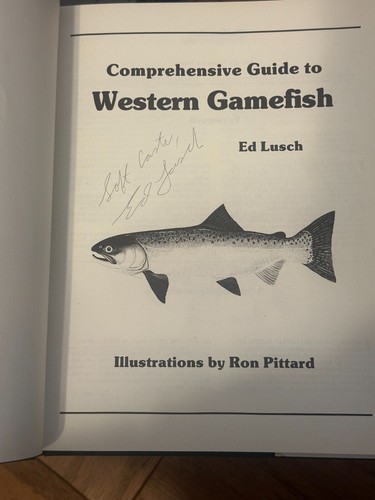 Comprehensive Guide to
Western Gamefish
Ed Lusch
Soft Casts,
Ed Lusch
Illustrations by Ron Pittard